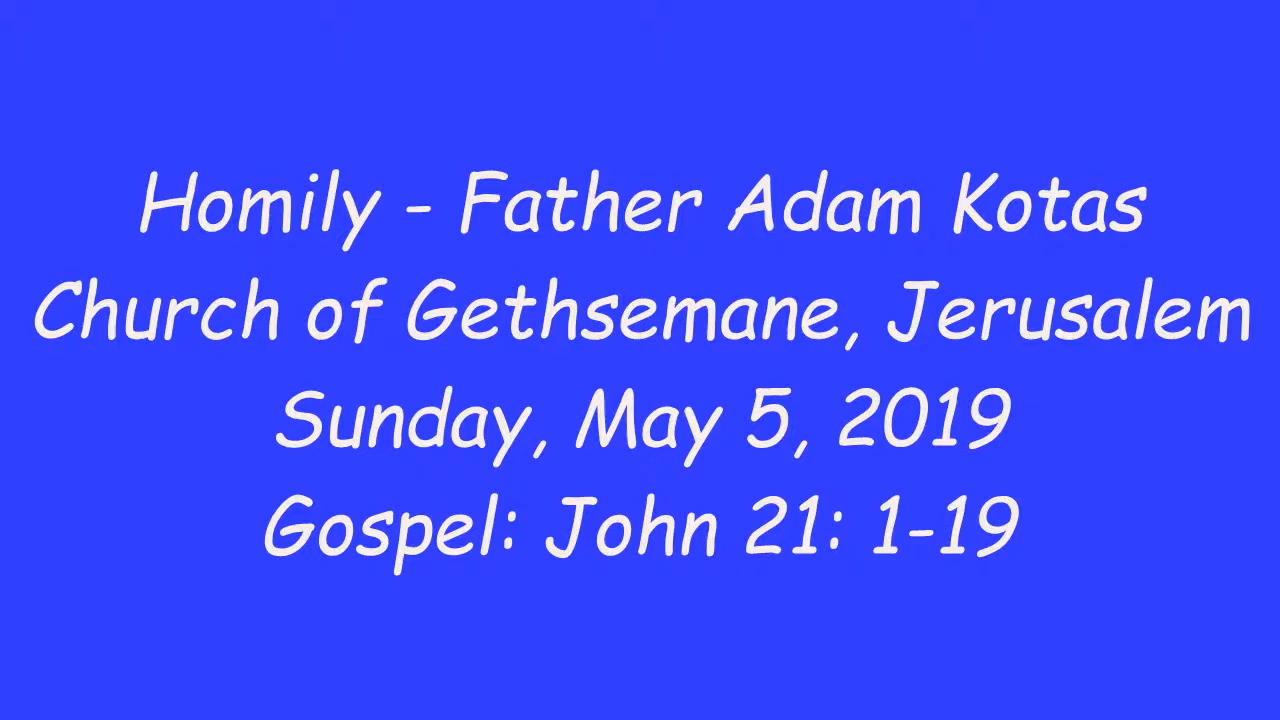 Homily - Father Adam Kotas
Church of Gethsemane, Jerusalem
Sunday, May 5, 2019
Gospel: John 21: 1-19